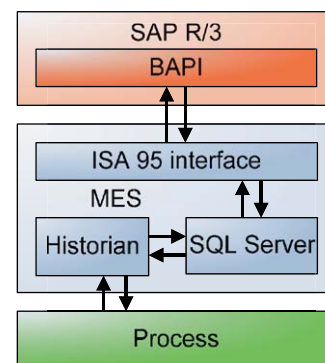 SAP R/3
BAPI
ISA 95 interface
MES
Historian
SQL Server
Process